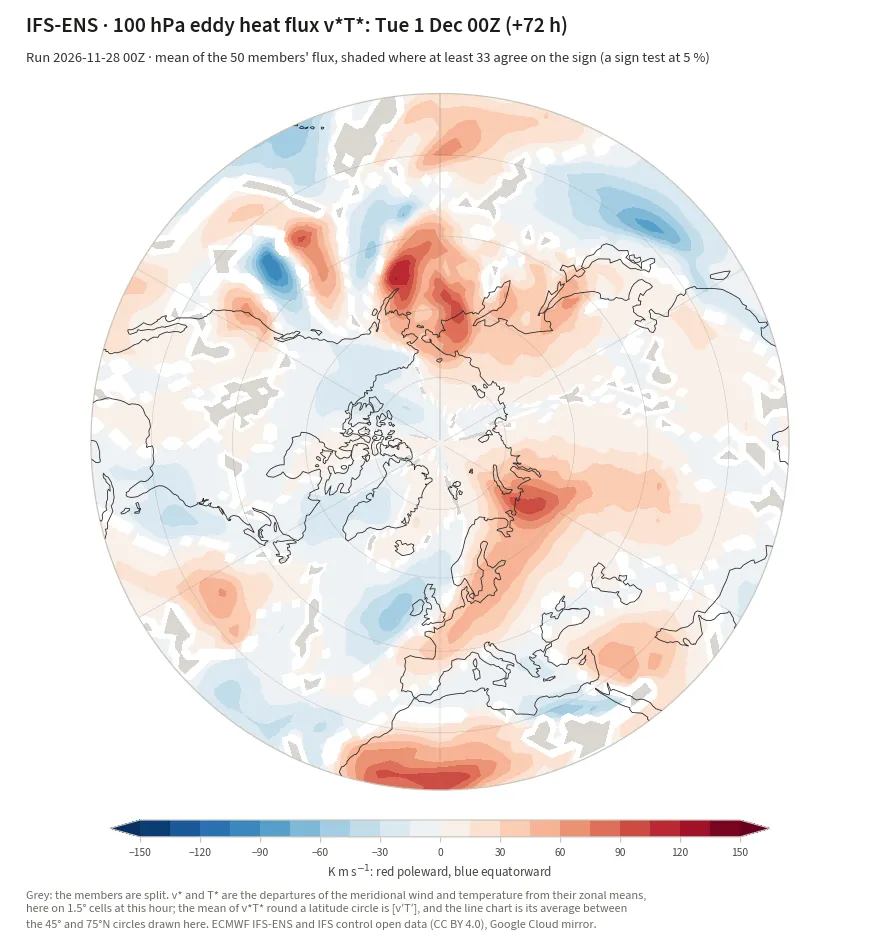 IFS-ENS · 100 hPa eddy heat flux v*T*: Tue 1 Dec 00Z (+72 h)
Run 2026-11-28 00Z · mean of the 50 members' flux, shaded where at least 33 agree on the sign (a sign test at 5 %)
−150 −120 −90 −60 −30 0 30 60 90 120 150
K m s⁻¹: red poleward, blue equatorward
Grey: the members are split. v* and T* are the departures of the meridional wind and temperature from their zonal means,
here on 1.5° cells at this hour; the mean of v*T* round a latitude circle is [v′T′], and the line chart is its average between
the 45° and 75°N circles drawn here. ECMWF IFS-ENS and IFS control open data (CC BY 4.0), Google Cloud mirror.